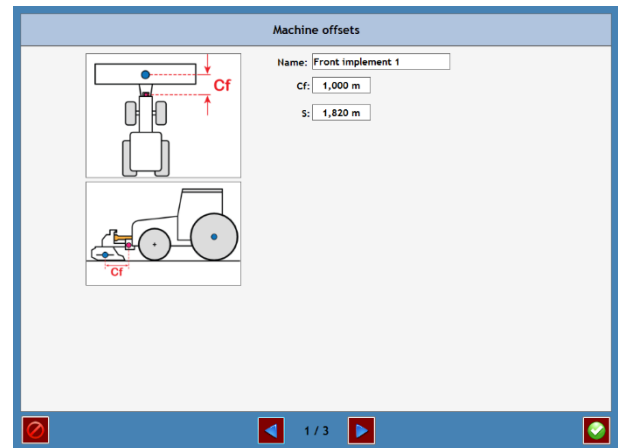 Machine offsets
Name: Front implement 1
Cf: 1,000 m
S: 1,820 m
Cf
Cf
1 / 3